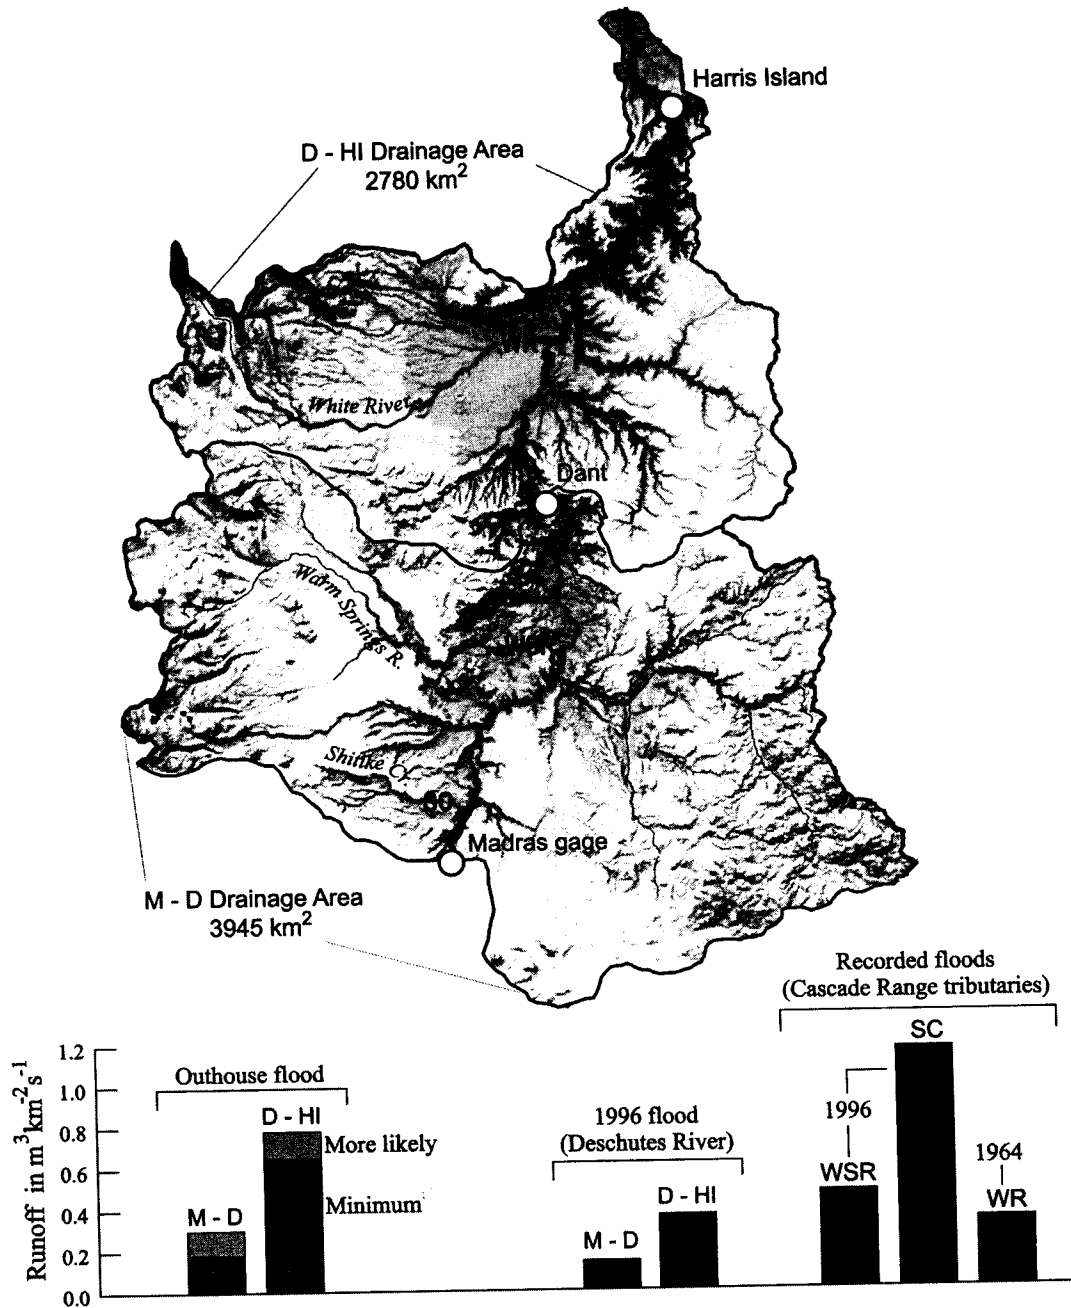 Harris Island
D - HI Drainage Area
2780 km²
White River
Dant
Warm Springs R.
Shitike Cr.
Madras gage
M - D Drainage Area
3945 km²
Recorded floods
(Cascade Range tributaries)
SC
1.2
1.0
0.8
0.6
0.4
0.2
0.0
Runoff in m³km⁻²s⁻¹
Outhouse flood
D - HI
More likely
Minimum
M - D
1996 flood
(Deschutes River)
D - HI
M - D
1996
WSR
1964
WR